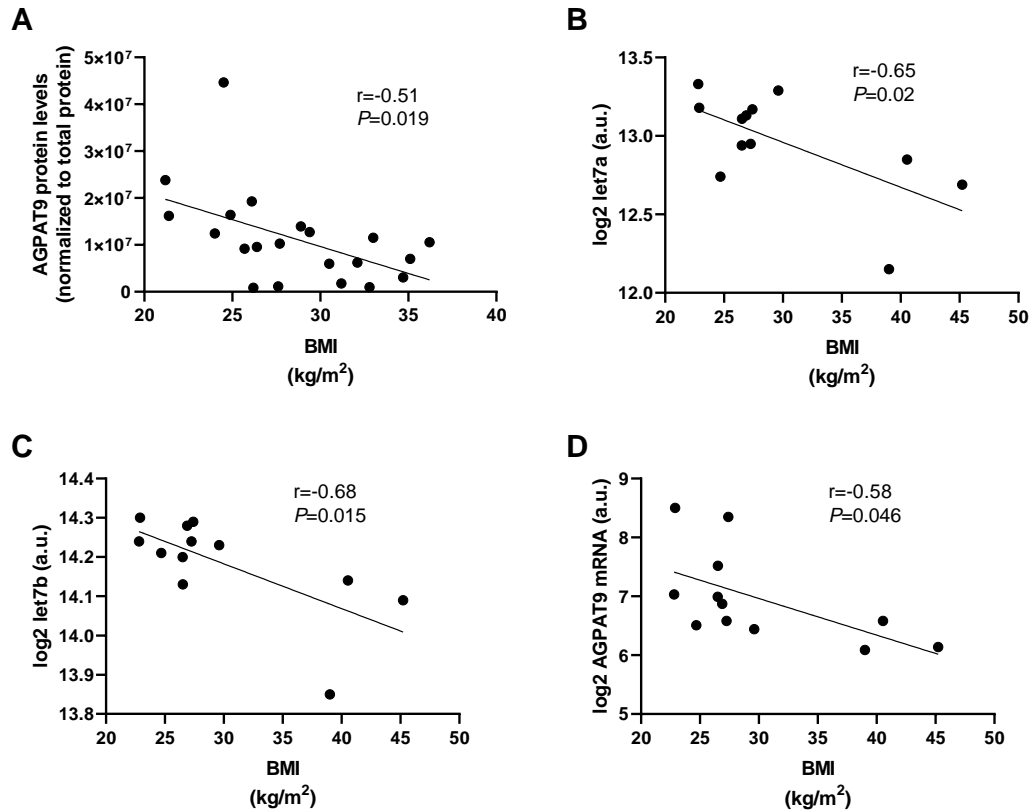 A
AGPAT9 protein levels
(normalized to total protein)
5×10⁷
4×10⁷
3×10⁷
2×10⁷
1×10⁷
0
r=-0.51
P=0.019
20 25 30 35 40
BMI
(kg/m²)
B
log2 let7a (a.u.)
13.5
13.0
12.5
12.0
r=-0.65
P=0.02
20 25 30 35 40 45 50
BMI
(kg/m²)
C
log2 let7b (a.u.)
14.4
14.3
14.2
14.1
14.0
13.9
13.8
r=-0.68
P=0.015
20 25 30 35 40 45 50
BMI
(kg/m²)
D
log2 AGPAT9 mRNA (a.u.)
9
8
7
6
5
r=-0.58
P=0.046
20 25 30 35 40 45 50
BMI
(kg/m²)